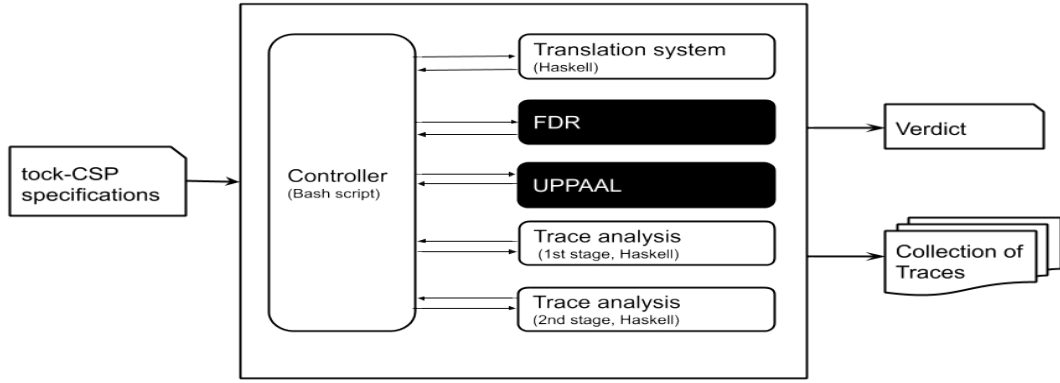 tock-CSP
specifications
Controller
(Bash script)
Translation system
(Haskell)
FDR
UPPAAL
Trace analysis
(1st stage, Haskell)
Trace analysis
(2nd stage, Haskell)
Verdict
Collection of
Traces